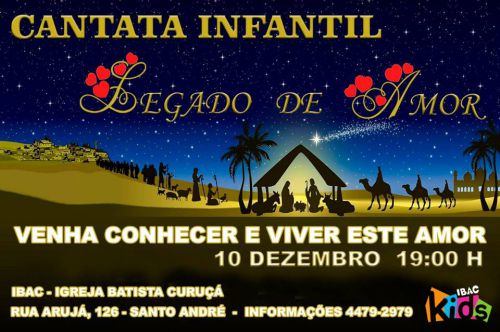 CANTATA INFANTIL
LEGADO DE AMOR
VENHA CONHECER E VIVER ESTE AMOR
10 DEZEMBRO 19:00 H
IBAC - IGREJA BATISTA CURUÇÁ
RUA ARUJÁ, 126 - SANTO ANDRÉ - INFORMAÇÕES 4479-2979
IBAC
kids